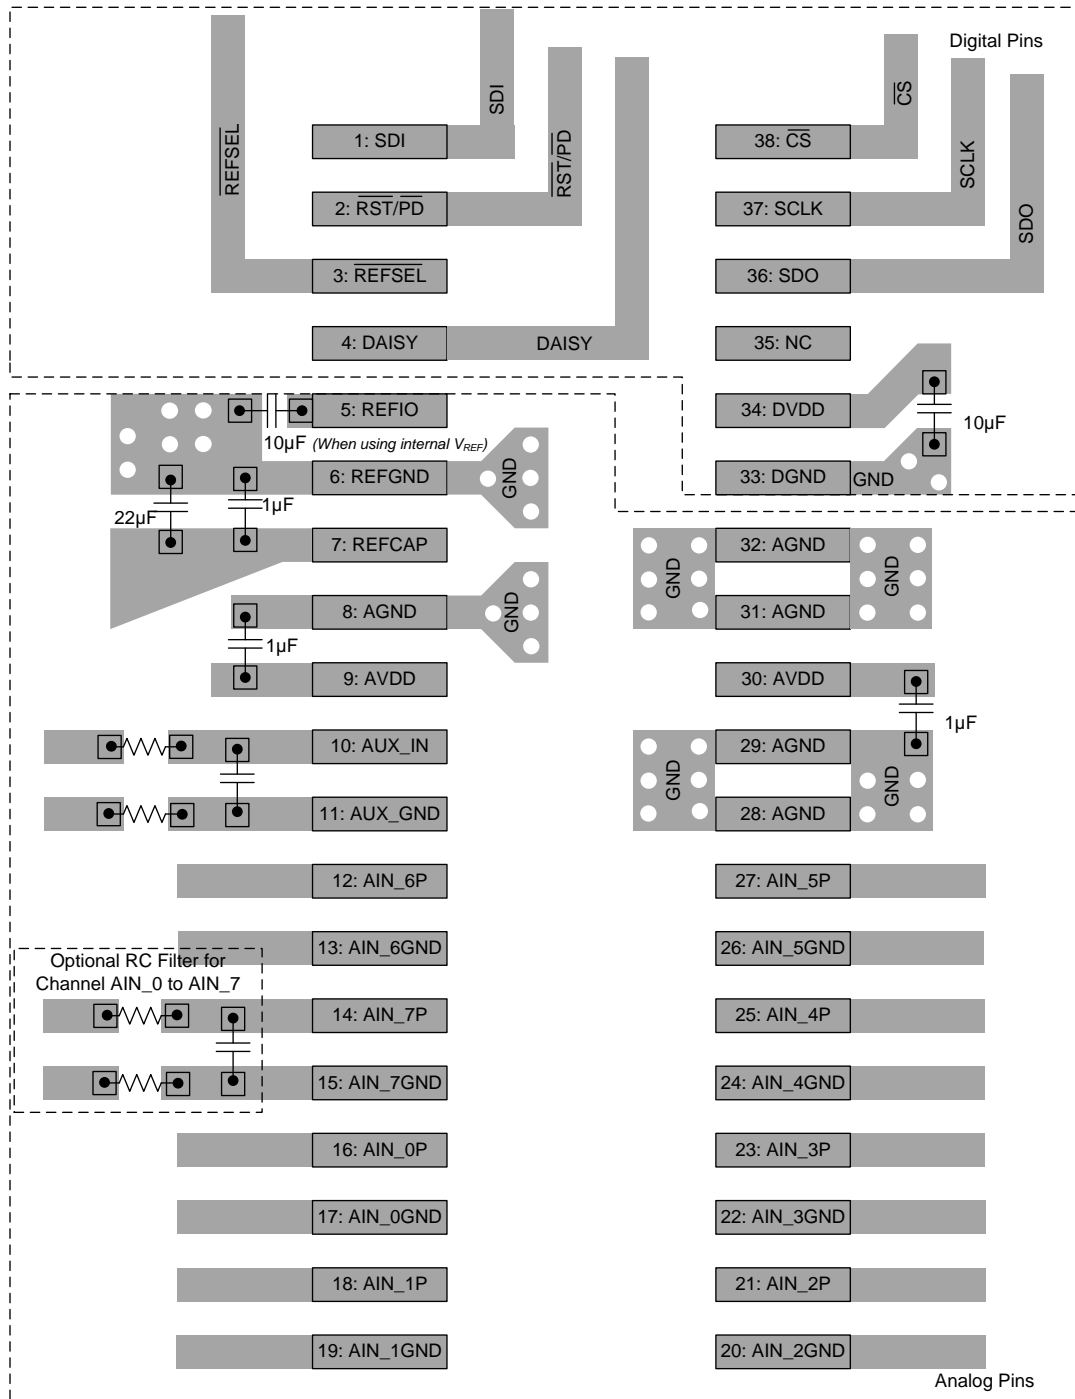 Digital Pins
REFSEL
SDI
RST/PD
CS
SCLK
SDO
1: SDI
2: RST/PD
3: REFSEL
4: DAISY
DAISY
38: CS
37: SCLK
36: SDO
35: NC
34: DVDD
10µF
33: DGND
GND
5: REFIO
10µF (When using internal VREF)
6: REFGND
GND
22µF
1µF
7: REFCAP
8: AGND
GND
1µF
9: AVDD
10: AUX_IN
11: AUX_GND
12: AIN_6P
13: AIN_6GND
Optional RC Filter for
Channel AIN_0 to AIN_7
14: AIN_7P
15: AIN_7GND
16: AIN_0P
17: AIN_0GND
18: AIN_1P
19: AIN_1GND
32: AGND
GND
GND
31: AGND
30: AVDD
1µF
29: AGND
GND
GND
28: AGND
27: AIN_5P
26: AIN_5GND
25: AIN_4P
24: AIN_4GND
23: AIN_3P
22: AIN_3GND
21: AIN_2P
20: AIN_2GND
Analog Pins